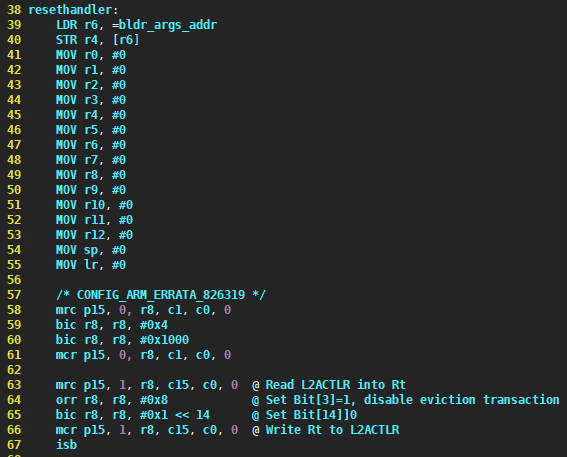 38 resethandler:
39     LDR r6, =bldr_args_addr
40     STR r4, [r6]
41     MOV r0, #0
42     MOV r1, #0
43     MOV r2, #0
44     MOV r3, #0
45     MOV r4, #0
46     MOV r5, #0
47     MOV r6, #0
48     MOV r7, #0
49     MOV r8, #0
50     MOV r9, #0
51     MOV r10, #0
52     MOV r11, #0
53     MOV r12, #0
54     MOV sp, #0
55     MOV lr, #0
56
57     /* CONFIG_ARM_ERRATA_826319 */
58     mrc p15, 0, r8, c1, c0, 0
59     bic r8, r8, #0x4
60     bic r8, r8, #0x1000
61     mcr p15, 0, r8, c1, c0, 0
62
63     mrc p15, 1, r8, c15, c0, 0  @ Read L2ACTLR into Rt
64     orr r8, r8, #0x8            @ Set Bit[3]=1, disable eviction transaction
65     bic r8, r8, #0x1 << 14      @ Set Bit[14]]0
66     mcr p15, 1, r8, c15, c0, 0  @ Write Rt to L2ACTLR
67     isb